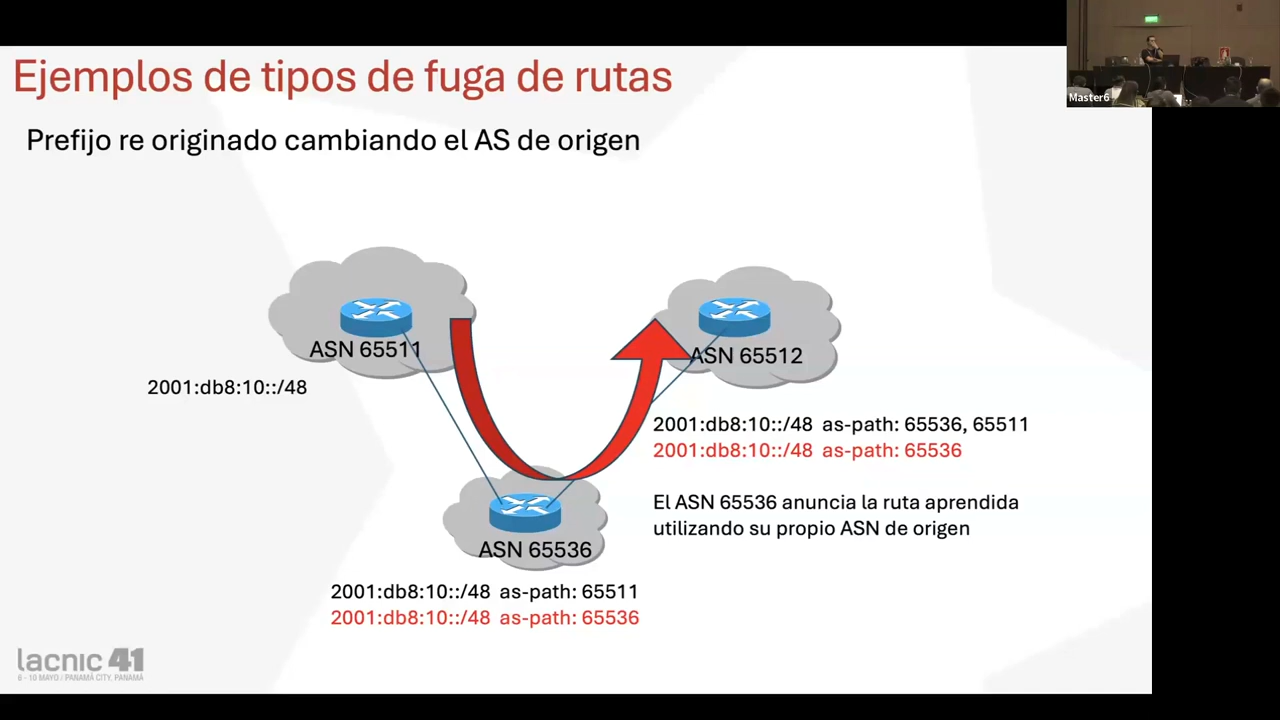 Ejemplos de tipos de fuga de rutas
Master6
Prefijo re originado cambiando el AS de origen
ASN 65511
ASN 65512
2001:db8:10::/48
2001:db8:10::/48 as-path: 65536, 65511
2001:db8:10::/48 as-path: 65536
El ASN 65536 anuncia la ruta aprendida
utilizando su propio ASN de origen
ASN 65536
2001:db8:10::/48 as-path: 65511
2001:db8:10::/48 as-path: 65536
lacnic 41
6 - 10 MAYO / PANAMÁ CITY, PANAMÁ